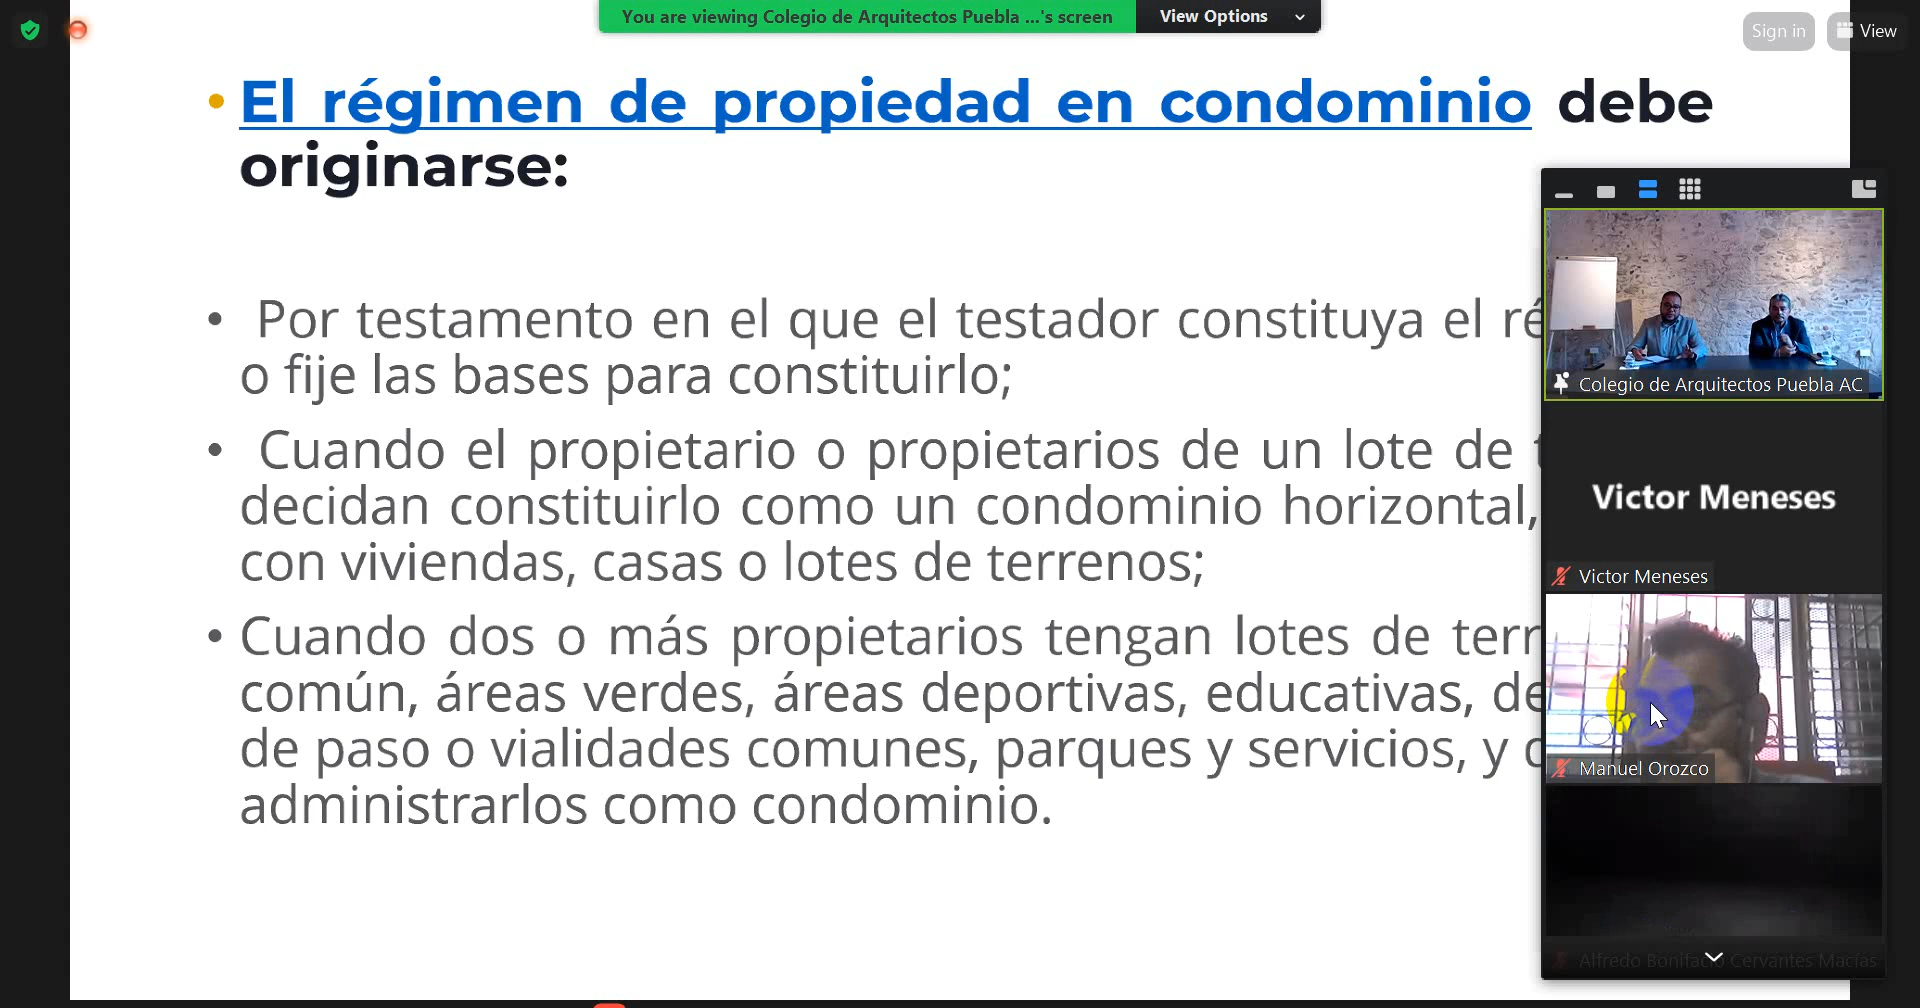 You are viewing Colegio de Arquitectos Puebla ...'s screen
View Options
Sign in
View
• El régimen de propiedad en condominio debe
originarse:
• Por testamento en el que el testador constituya el
o fije las bases para constituirlo;
• Cuando el propietario o propietarios de un lote de
decidan constituirlo como un condominio horizontal,
con viviendas, casas o lotes de terrenos;
• Cuando dos o más propietarios tengan lotes de
común, áreas verdes, áreas deportivas, educativas,
de paso o vialidades comunes, parques y servicios, y
administrarlos como condominio.
Colegio de Arquitectos Puebla AC
Victor Meneses
Victor Meneses
Manuel Orozco
Alfredo Bonifacio Cervantes Macías